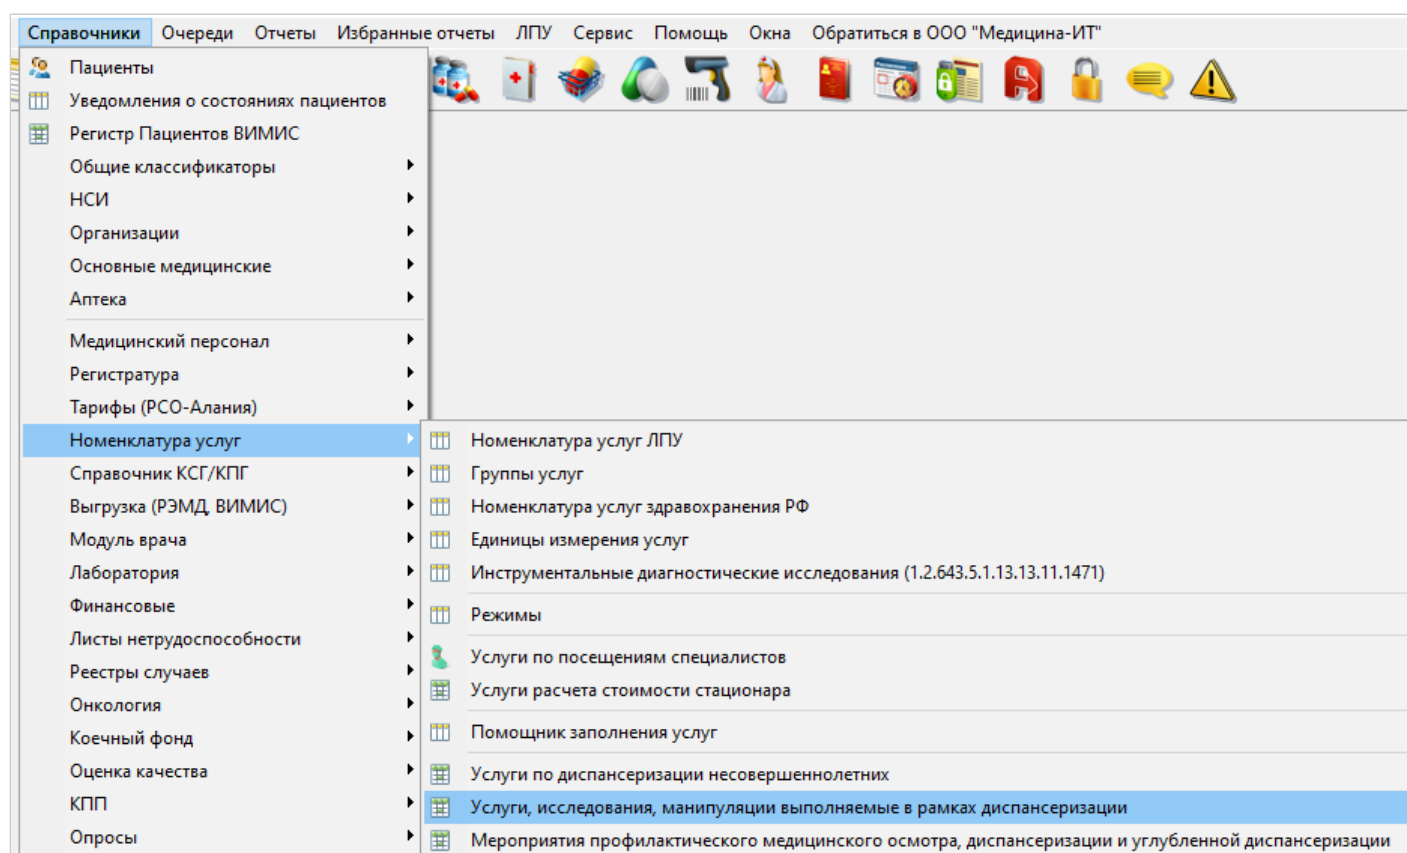 Справочники Очереди Отчеты Избранные отчеты ЛПУ Сервис Помощь Окна Обратиться в ООО "Медицина-ИТ"
Пациенты
Уведомления о состояниях пациентов
Регистр Пациентов ВИМИС
Общие классификаторы
НСИ
Организации
Основные медицинские
Аптека
Медицинский персонал
Регистратура
Тарифы (РСО-Алания)
Номенклатура услуг
Справочник КСГ/КПГ
Выгрузка (РЭМД, ВИМИС)
Модуль врача
Лаборатория
Финансовые
Листы нетрудоспособности
Реестры случаев
Онкология
Коечный фонд
Оценка качества
КПП
Опросы
Номенклатура услуг ЛПУ
Группы услуг
Номенклатура услуг здравохранения РФ
Единицы измерения услуг
Инструментальные диагностические исследования (1.2.643.5.1.13.13.11.1471)
Режимы
Услуги по посещениям специалистов
Услуги расчета стоимости стационара
Помощник заполнения услуг
Услуги по диспансеризации несовершеннолетних
Услуги, исследования, манипуляции выполняемые в рамках диспансеризации
Мероприятия профилактического медицинского осмотра, диспансеризации и углубленной диспансеризации